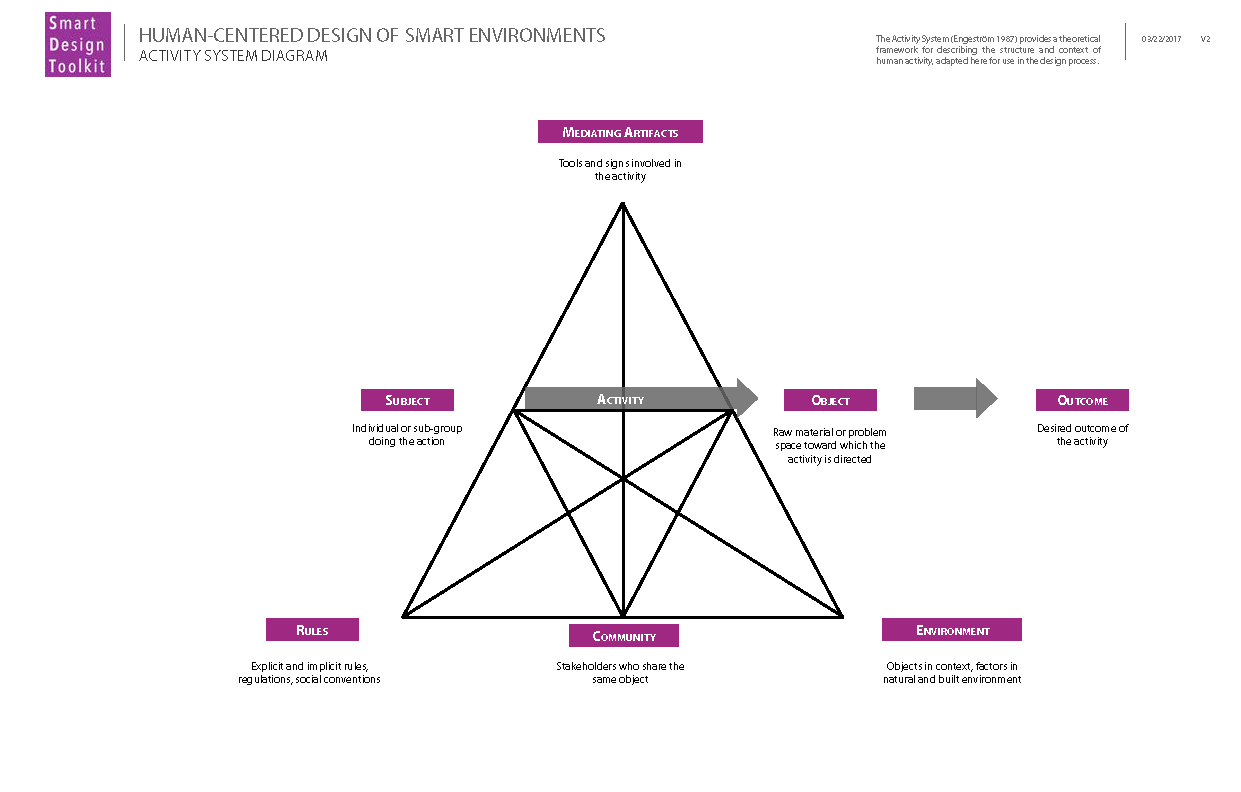 Smart
Design
Toolkit
HUMAN-CENTERED DESIGN OF SMART ENVIRONMENTS
ACTIVITY SYSTEM DIAGRAM
The Activity System (Engeström 1987) provides a theoretical
framework for describing the structure and context of
human activity, adapted here for use in the design process.
03/22/2017 V2
MEDIATING ARTIFACTS
Tools and signs involved in
the activity
SUBJECT
Individual or sub-group
doing the action
ACTIVITY
OBJECT
Raw material or problem
space toward which the
activity is directed
OUTCOME
Desired outcome of
the activity
RULES
Explicit and implicit rules,
regulations, social conventions
COMMUNITY
Stakeholders who share the
same object
ENVIRONMENT
Objects in context, factors in
natural and built environment